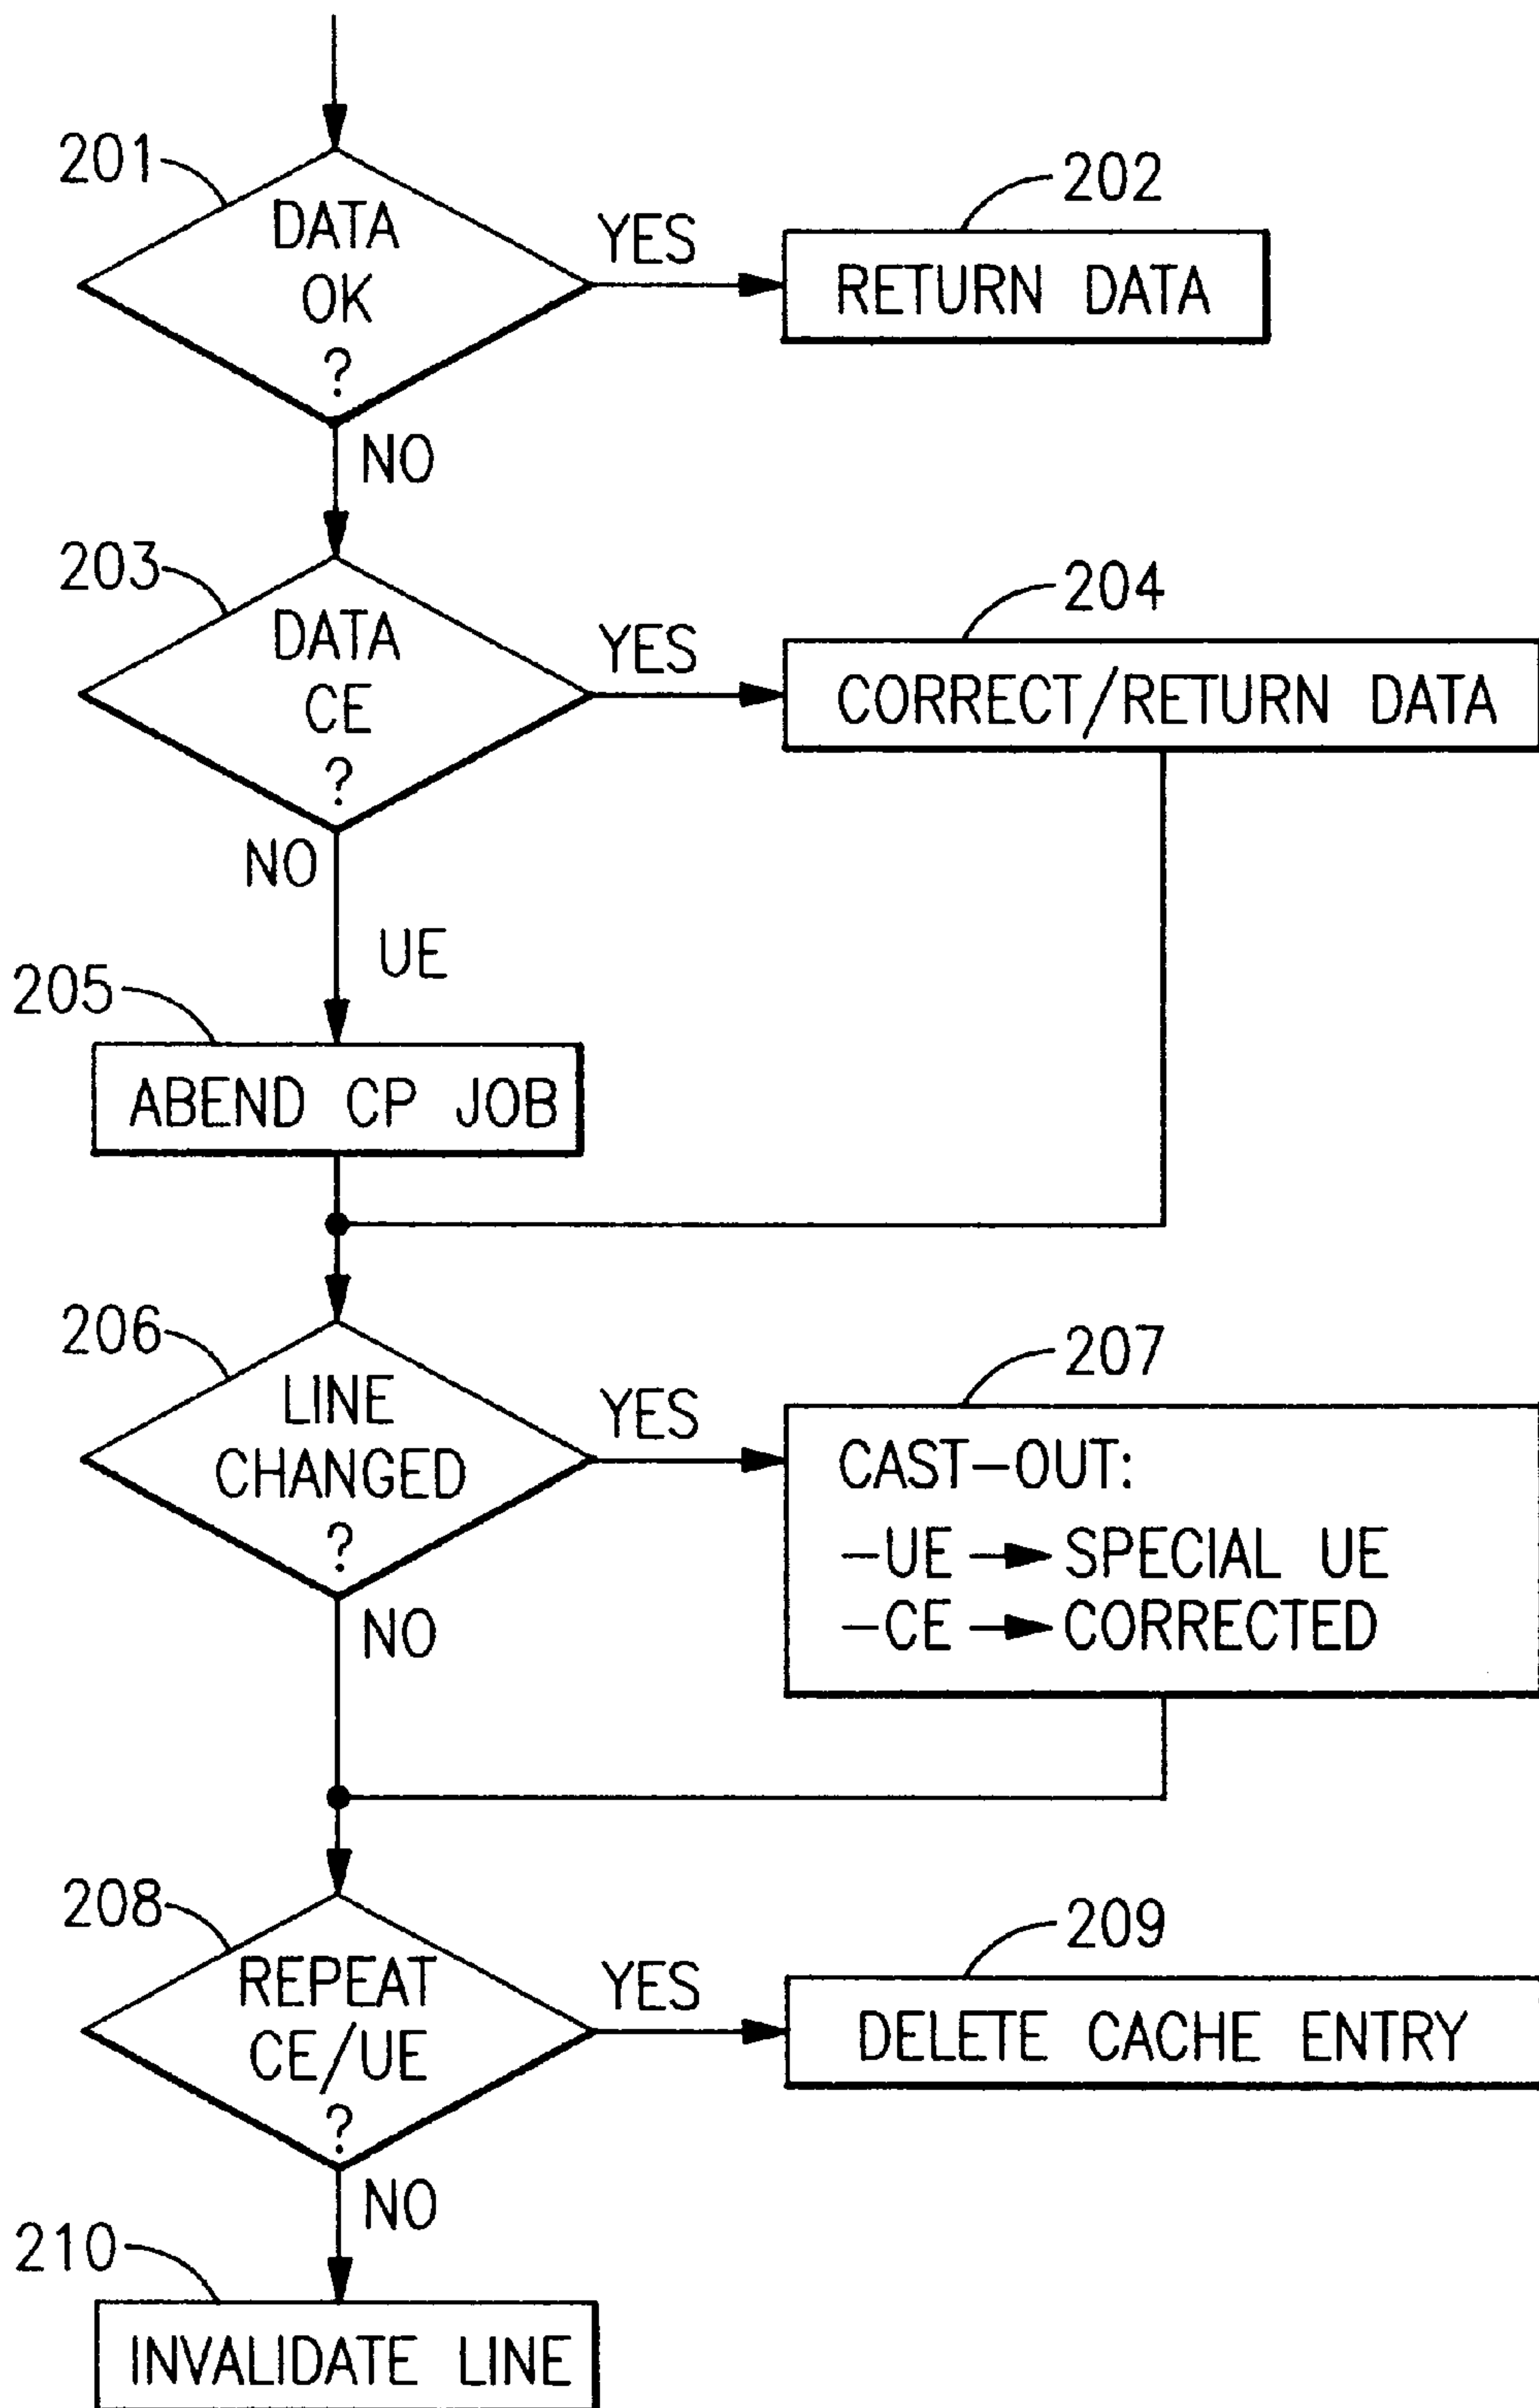 201
DATA
OK
?
YES
202
RETURN DATA
NO
203
DATA
CE
?
YES
204
CORRECT/RETURN DATA
NO
UE
205
ABEND CP JOB
206
LINE
CHANGED
?
YES
207
CAST-OUT:
-UE → SPECIAL UE
-CE → CORRECTED
NO
208
REPEAT
CE/UE
?
YES
209
DELETE CACHE ENTRY
NO
210
INVALIDATE LINE